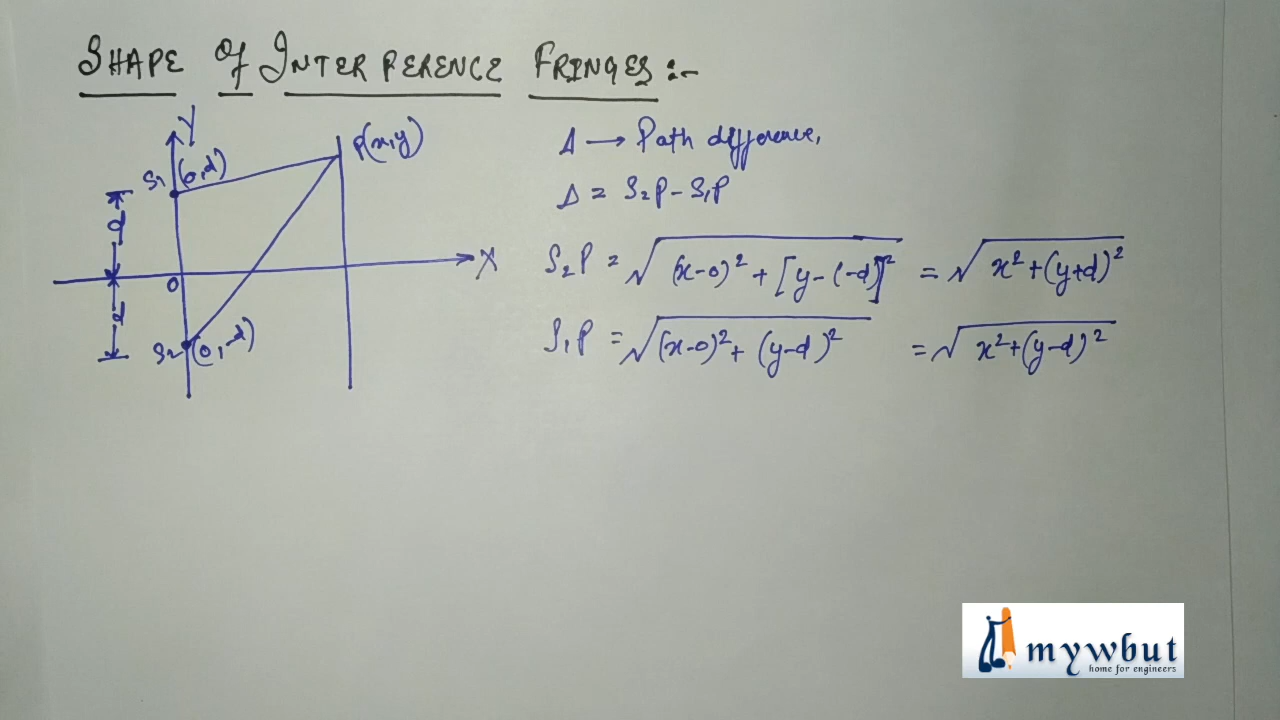 SHAPE Of INTERPERENCE FRINGES :-
Y
P(x,y)
S₁ (0,d)
d
X
O
d
S₂ (0,-d)
Δ → Path difference,
Δ = S₂P - S₁P
S₂P = √(x-0)² + [y-(-d)]² = √x²+(y+d)²
S₁P = √(x-0)² + (y-d)² = √x²+(y-d)²
mywbut
home for engineers